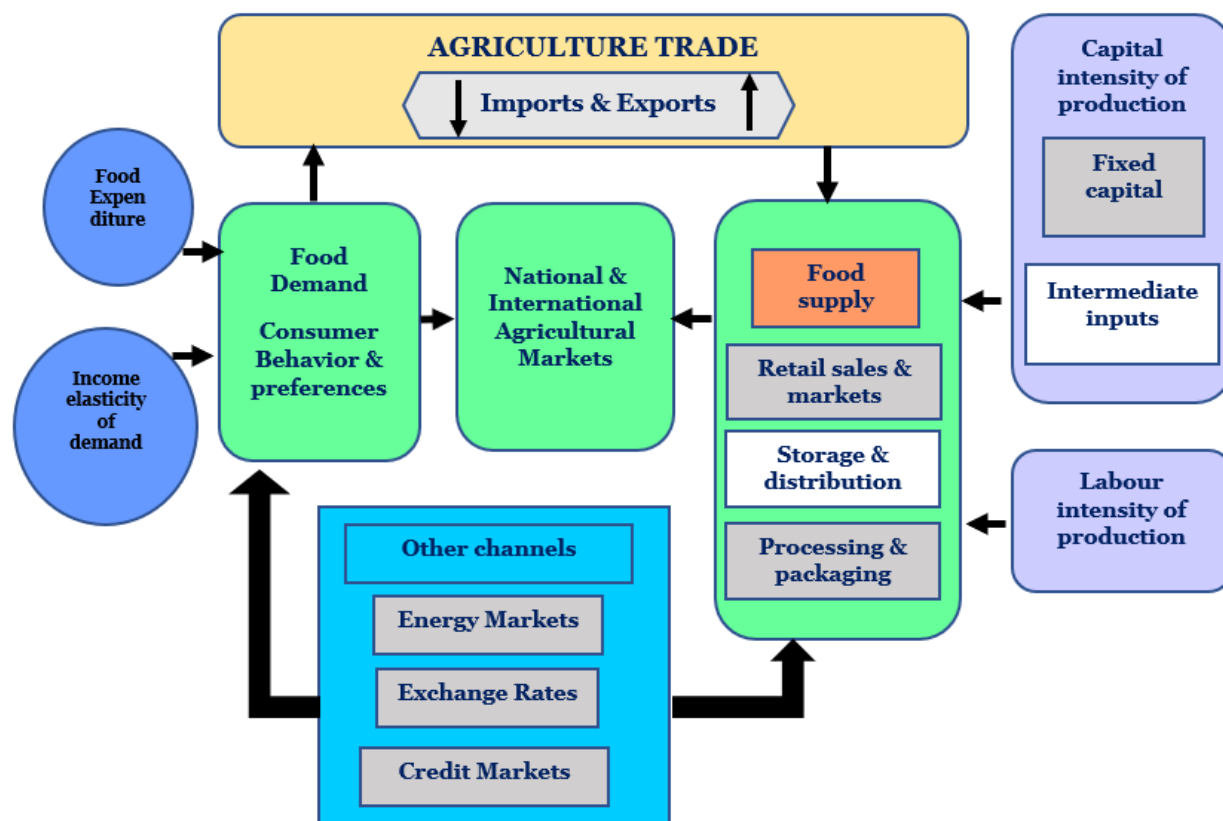 AGRICULTURE TRADE
Imports & Exports
Food
Expen
diture
Income
elasticity
of
demand
Food
Demand
Consumer
Behavior &
preferences
National &
International
Agricultural
Markets
Food
supply
Retail sales &
markets
Storage &
distribution
Processing &
packaging
Capital
intensity of
production
Fixed
capital
Intermediate
inputs
Labour
intensity of
production
Other channels
Energy Markets
Exchange Rates
Credit Markets